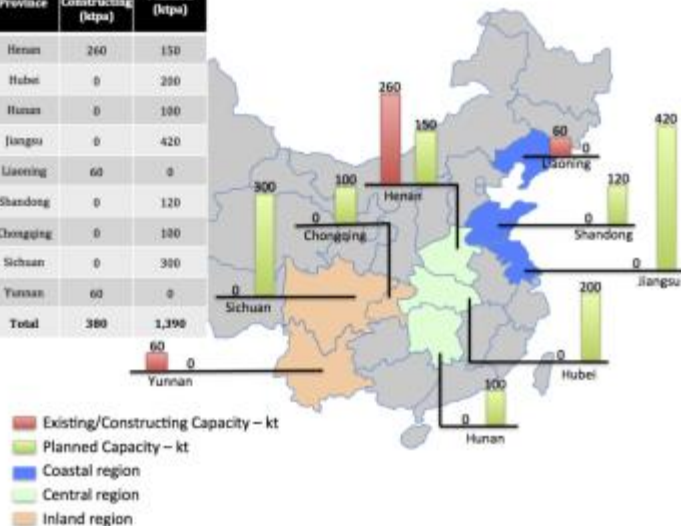 Province Constructing (ktpa) (ktpa)
Henan 260 150
Hubei 0 200
Hunan 0 100
Jiangsu 0 420
Liaoning 60 0
Shandong 0 120
Chongqing 0 100
Sichuan 0 300
Yunnan 60 0
Total 380 1,390
260
150
Henan
60
0
Liaoning
420
0
Jiangsu
120
0
Shandong
300
0
Sichuan
100
0
Chongqing
200
0
Hubei
60
0
Yunnan
100
0
Hunan
Existing/Constructing Capacity – kt
Planned Capacity – kt
Coastal region
Central region
Inland region